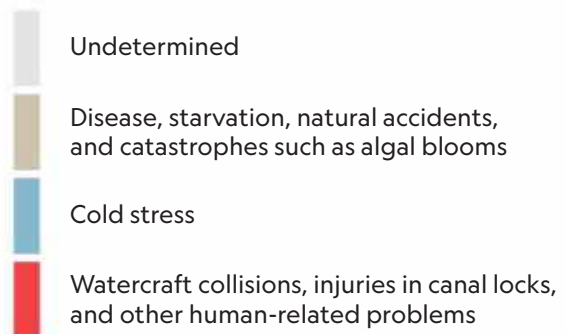 Undetermined
Disease, starvation, natural accidents,
and catastrophes such as algal blooms
Cold stress
Watercraft collisions, injuries in canal locks,
and other human-related problems